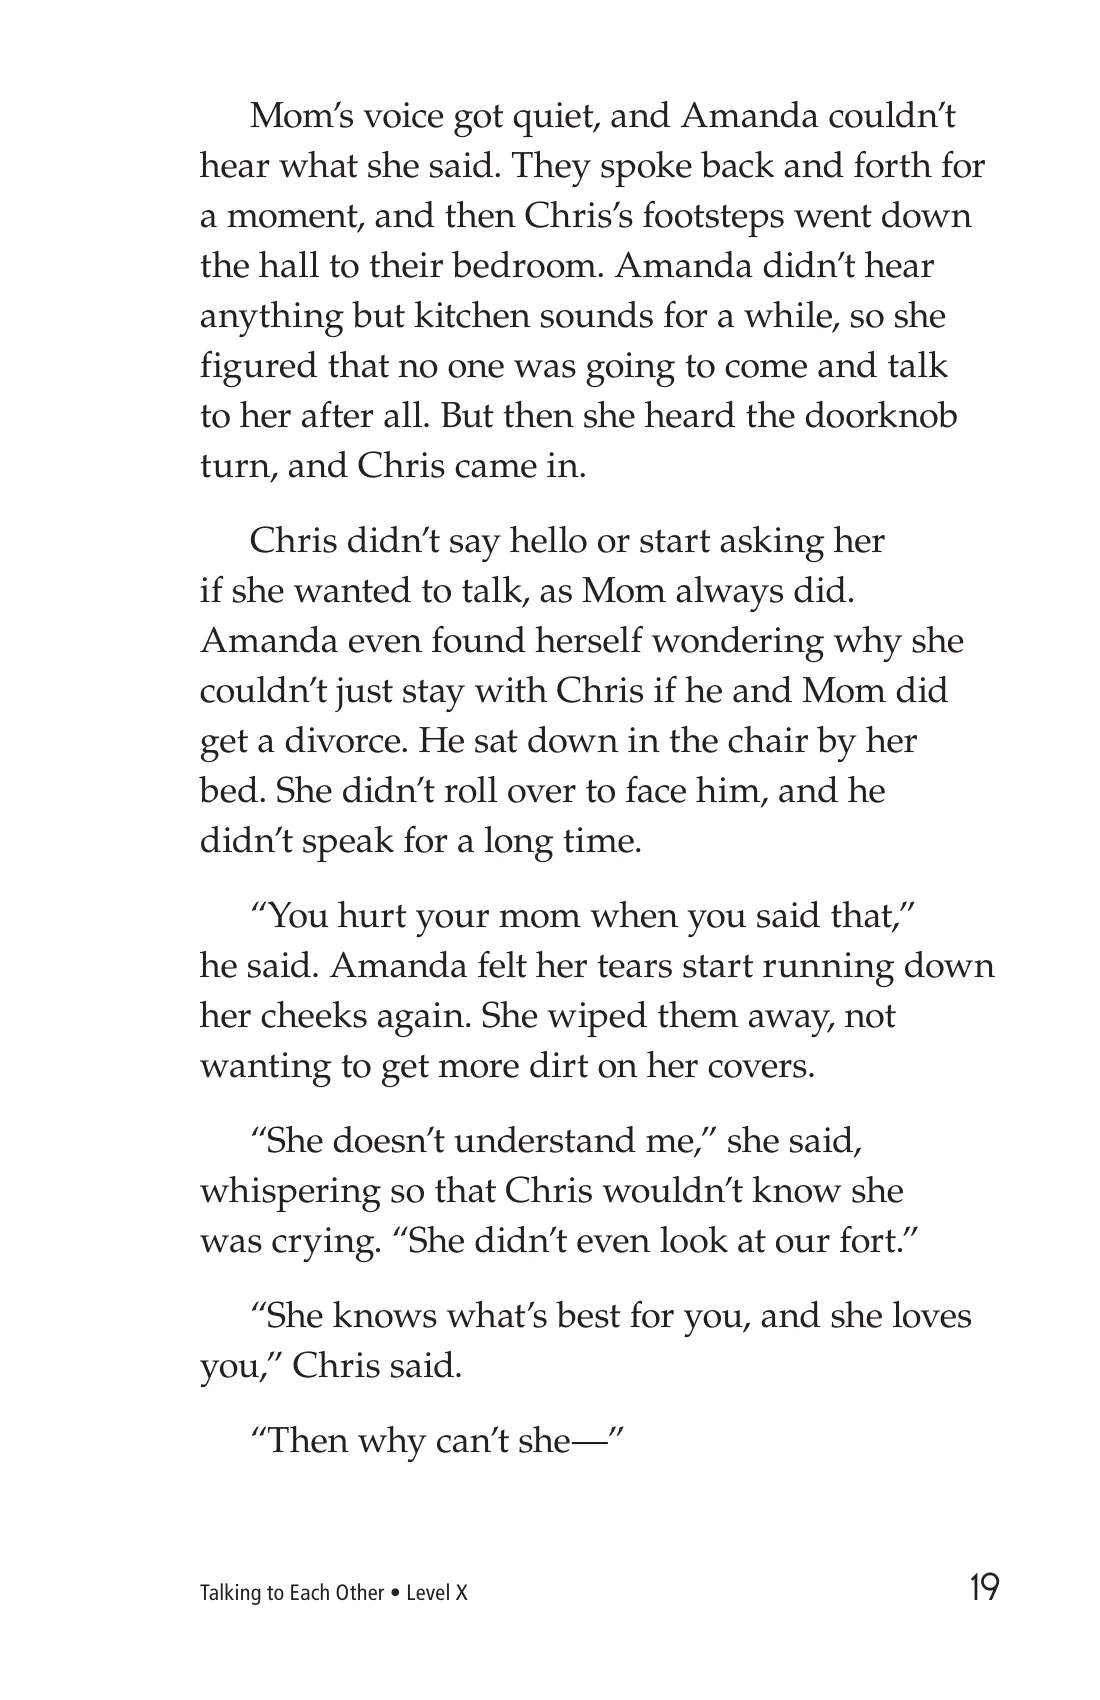 Mom’s voice got quiet, and Amanda couldn’t
hear what she said. They spoke back and forth for
a moment, and then Chris’s footsteps went down
the hall to their bedroom. Amanda didn’t hear
anything but kitchen sounds for a while, so she
figured that no one was going to come and talk
to her after all. But then she heard the doorknob
turn, and Chris came in.
Chris didn’t say hello or start asking her
if she wanted to talk, as Mom always did.
Amanda even found herself wondering why she
couldn’t just stay with Chris if he and Mom did
get a divorce. He sat down in the chair by her
bed. She didn’t roll over to face him, and he
didn’t speak for a long time.
“You hurt your mom when you said that,”
he said. Amanda felt her tears start running down
her cheeks again. She wiped them away, not
wanting to get more dirt on her covers.
“She doesn’t understand me,” she said,
whispering so that Chris wouldn’t know she
was crying. “She didn’t even look at our fort.”
“She knows what’s best for you, and she loves
you,” Chris said.
“Then why can’t she—”
Talking to Each Other • Level X 19